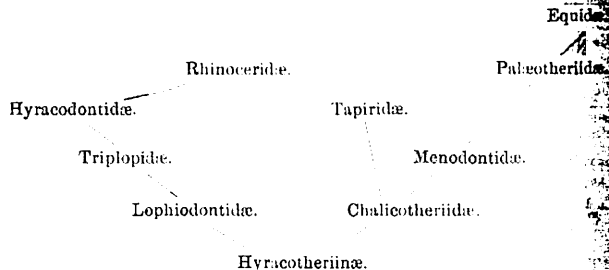 Equidæ.
Rhinoceridæ. Palæotheriidæ.
Hyracodontidæ. Tapiridæ.
Triplopidæ. Menodontidæ.
Lophiodontidæ. Chalicotheriidæ.
Hyracotheriinæ.